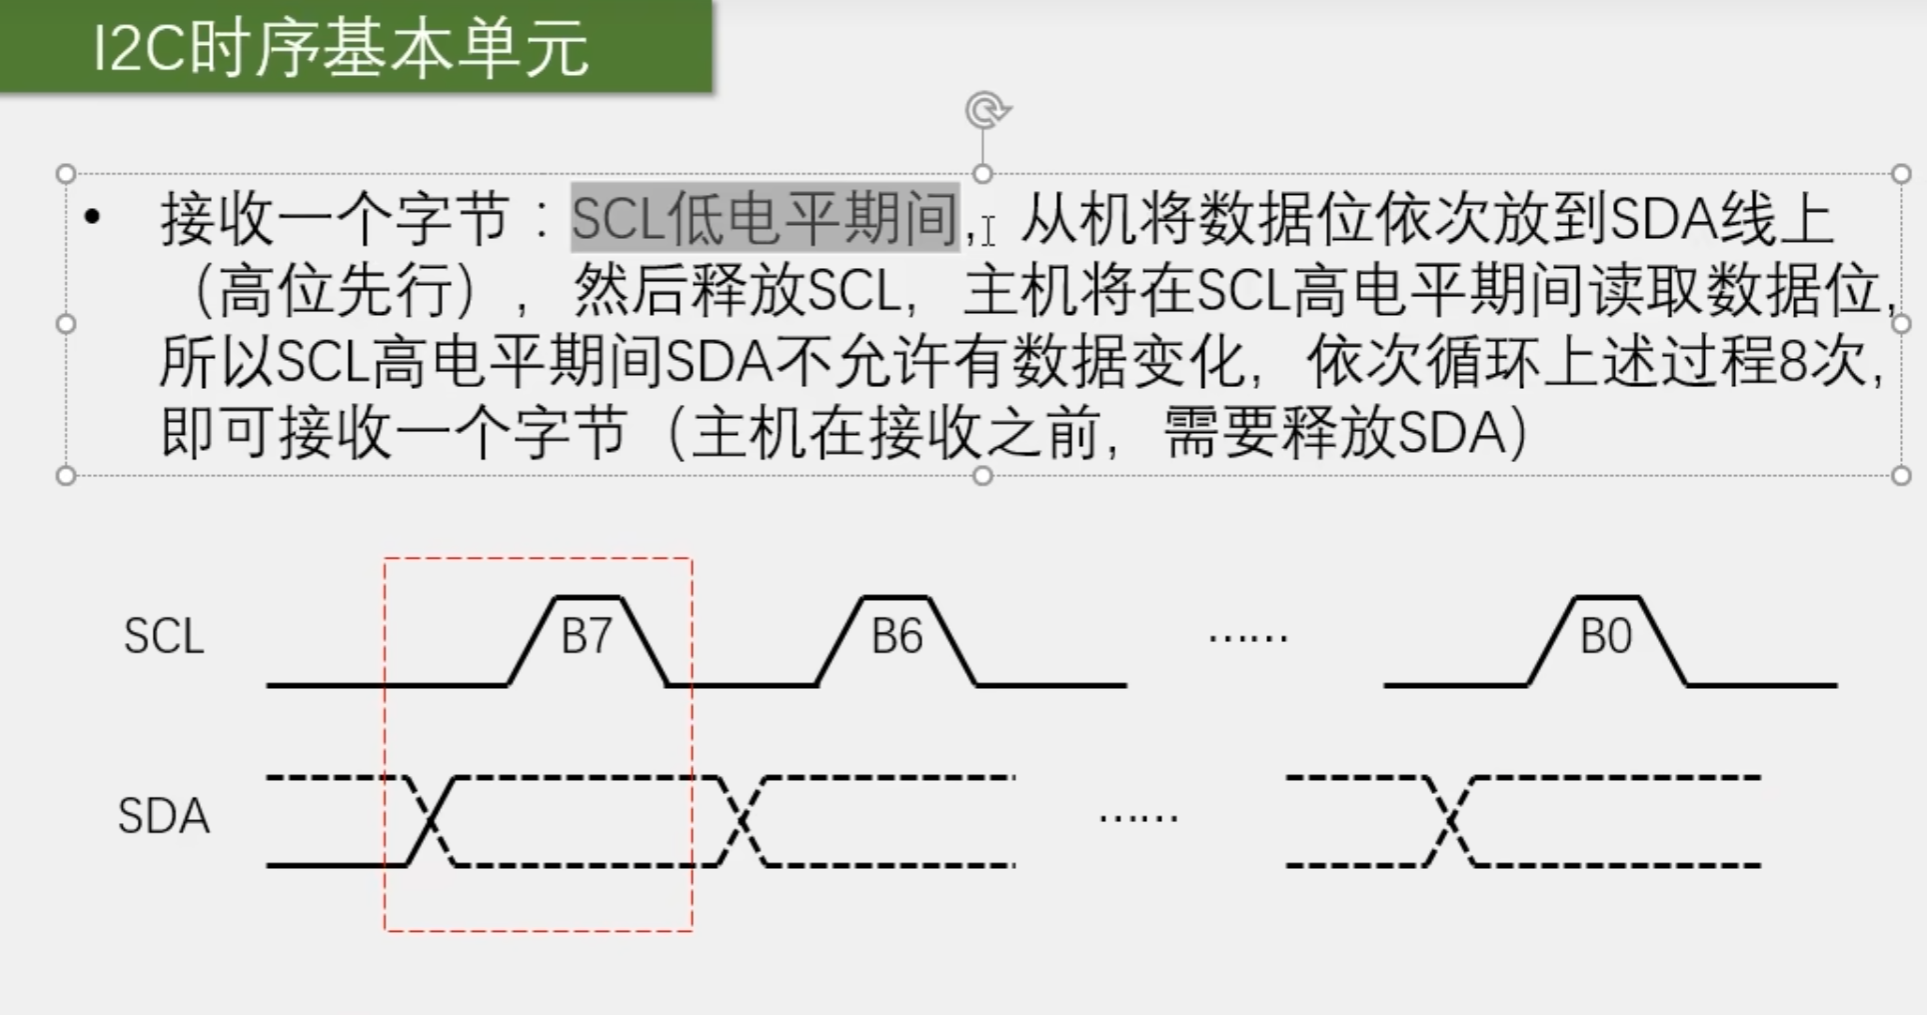 I2C时序基本单元
• 接收一个字节：SCL低电平期间，从机将数据位依次放到SDA线上
（高位先行），然后释放SCL，主机将在SCL高电平期间读取数据位，
所以SCL高电平期间SDA不允许有数据变化，依次循环上述过程8次，
即可接收一个字节（主机在接收之前，需要释放SDA）
SCL B7 B6 …… B0
SDA ……